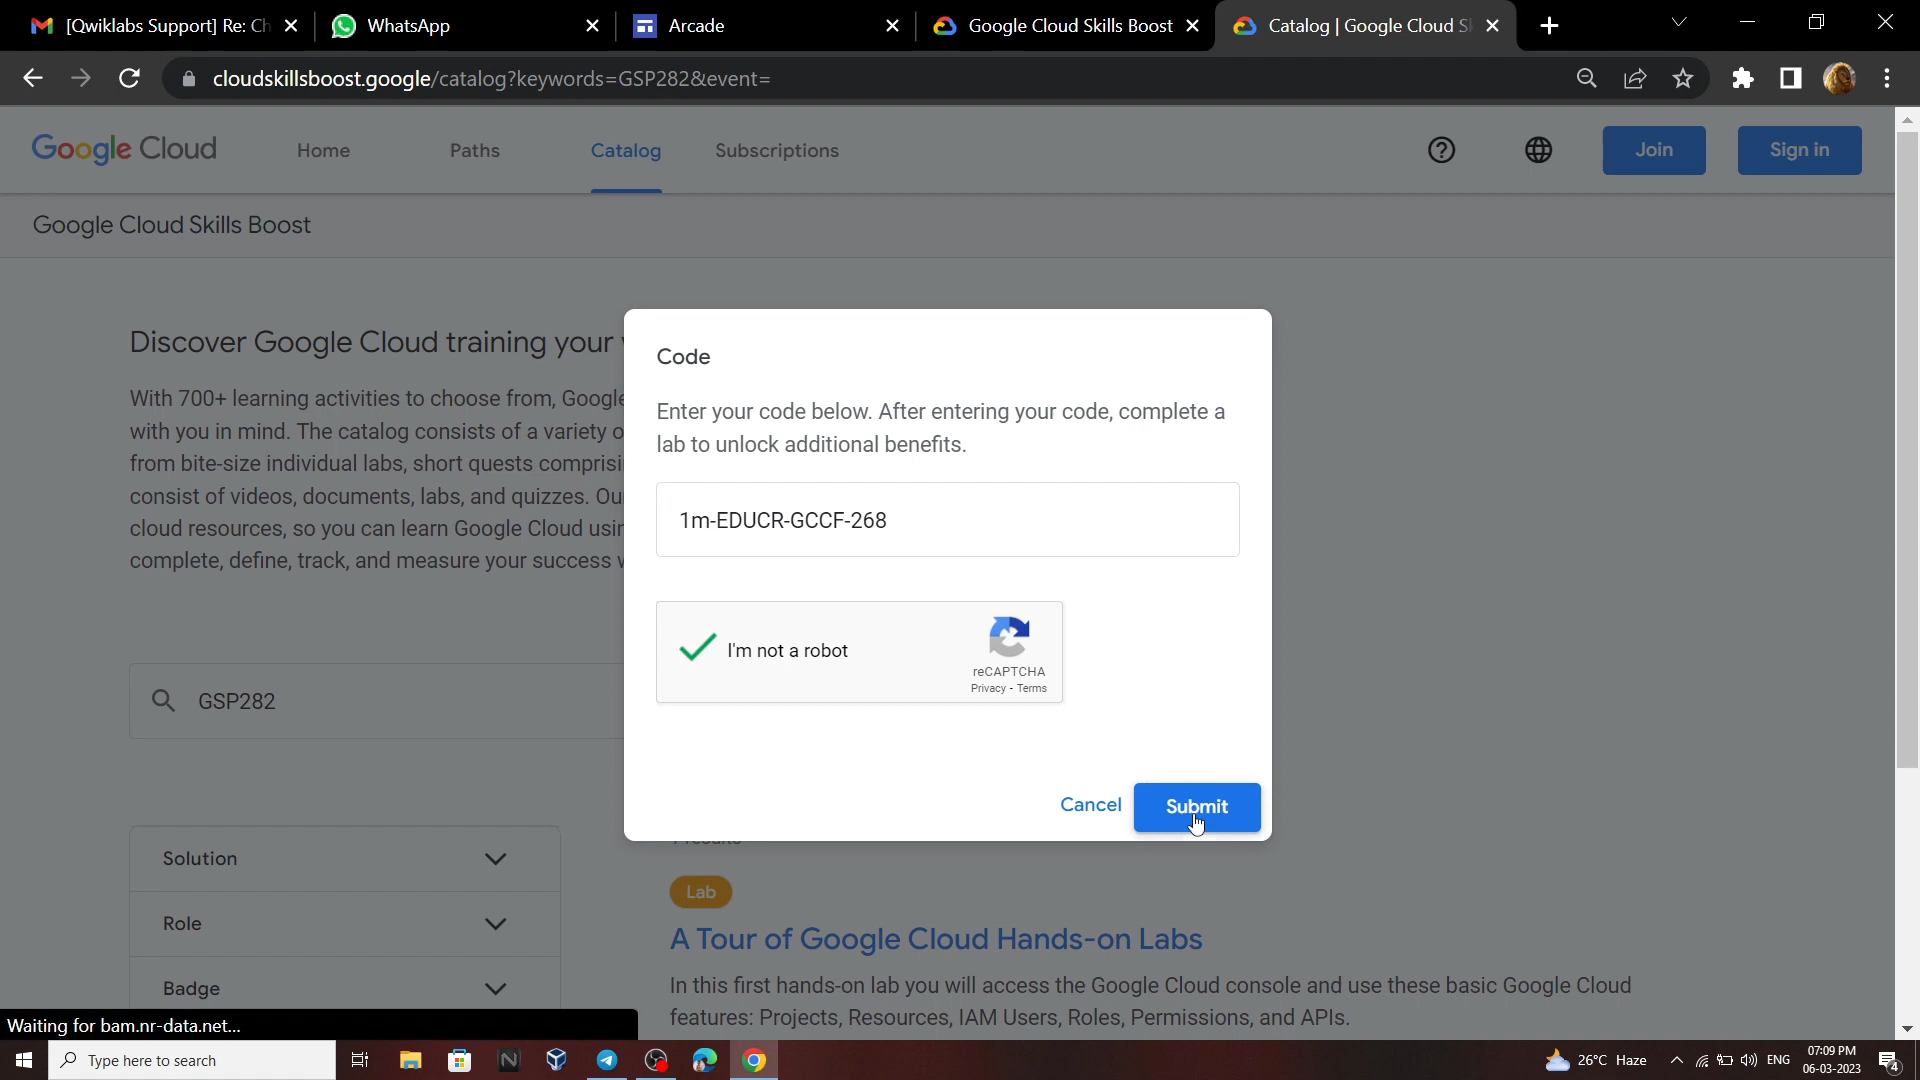 [Qwiklabs Support] Re: Ch
WhatsApp
Arcade
Google Cloud Skills Boost
Catalog | Google Cloud Sk
cloudskillsboost.google/catalog?keywords=GSP282&event=
Google Cloud
Home
Paths
Catalog
Subscriptions
Join
Sign in
Google Cloud Skills Boost
Discover Google Cloud training your
With 700+ learning activities to choose from, Google
with you in mind. The catalog consists of a variety o
from bite-size individual labs, short quests comprisi
consist of videos, documents, labs, and quizzes. Ou
cloud resources, so you can learn Google Cloud usin
complete, define, track, and measure your success
Code
Enter your code below. After entering your code, complete a
lab to unlock additional benefits.
1m-EDUCR-GCCF-268
I'm not a robot
reCAPTCHA
Privacy - Terms
Cancel
Submit
GSP282
Solution
Role
Badge
Lab
A Tour of Google Cloud Hands-on Labs
In this first hands-on lab you will access the Google Cloud console and use these basic Google Cloud
features: Projects, Resources, IAM Users, Roles, Permissions, and APIs.
Waiting for bam.nr-data.net...
Type here to search
26°C Haze
ENG
07:09 PM
06-03-2023
4